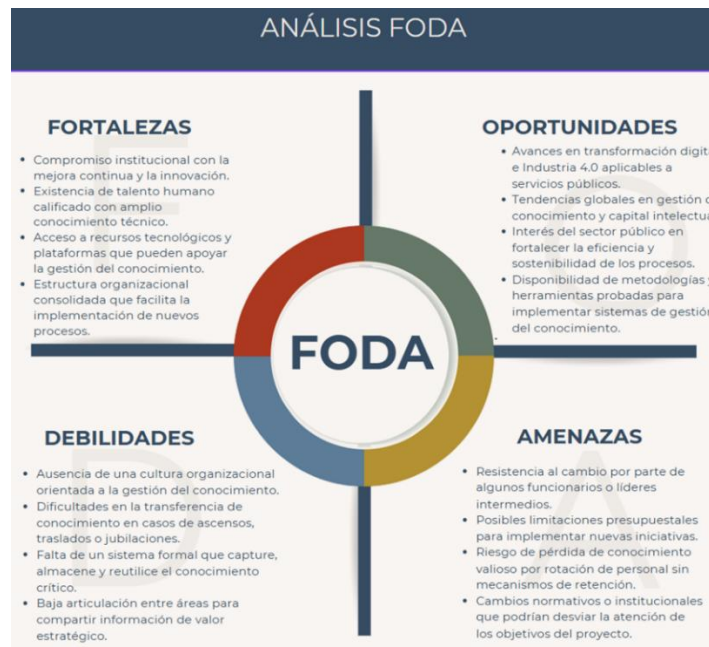 ANÁLISIS FODA
FORTALEZAS
• Compromiso institucional con la
mejora continua y la innovación.
• Existencia de talento humano
calificado con amplio
conocimiento técnico.
• Acceso a recursos tecnológicos y
plataformas que pueden apoyar
la gestión del conocimiento.
• Estructura organizacional
consolidada que facilita la
implementación de nuevos
procesos.
OPORTUNIDADES
• Avances en transformación digita
e Industria 4.0 aplicables a
servicios públicos.
• Tendencias globales en gestión d
conocimiento y capital intelectua
• Interés del sector público en
fortalecer la eficiencia y
sostenibilidad de los procesos.
• Disponibilidad de metodologías y
herramientas probadas para
implementar sistemas de gestión
del conocimiento.
FODA
DEBILIDADES
• Ausencia de una cultura organizacional
orientada a la gestión del conocimiento.
• Dificultades en la transferencia de
conocimiento en casos de ascensos,
traslados o jubilaciones.
• Falta de un sistema formal que capture,
almacene y reutilice el conocimiento
crítico.
• Baja articulación entre áreas para
compartir información de valor
estratégico.
AMENAZAS
• Resistencia al cambio por parte de
algunos funcionarios o líderes
intermedios.
• Posibles limitaciones presupuestales
para implementar nuevas iniciativas.
• Riesgo de pérdida de conocimiento
valioso por rotación de personal sin
mecanismos de retención.
• Cambios normativos o institucionales
que podrían desviar la atención de
los objetivos del proyecto.
F
O
D
A